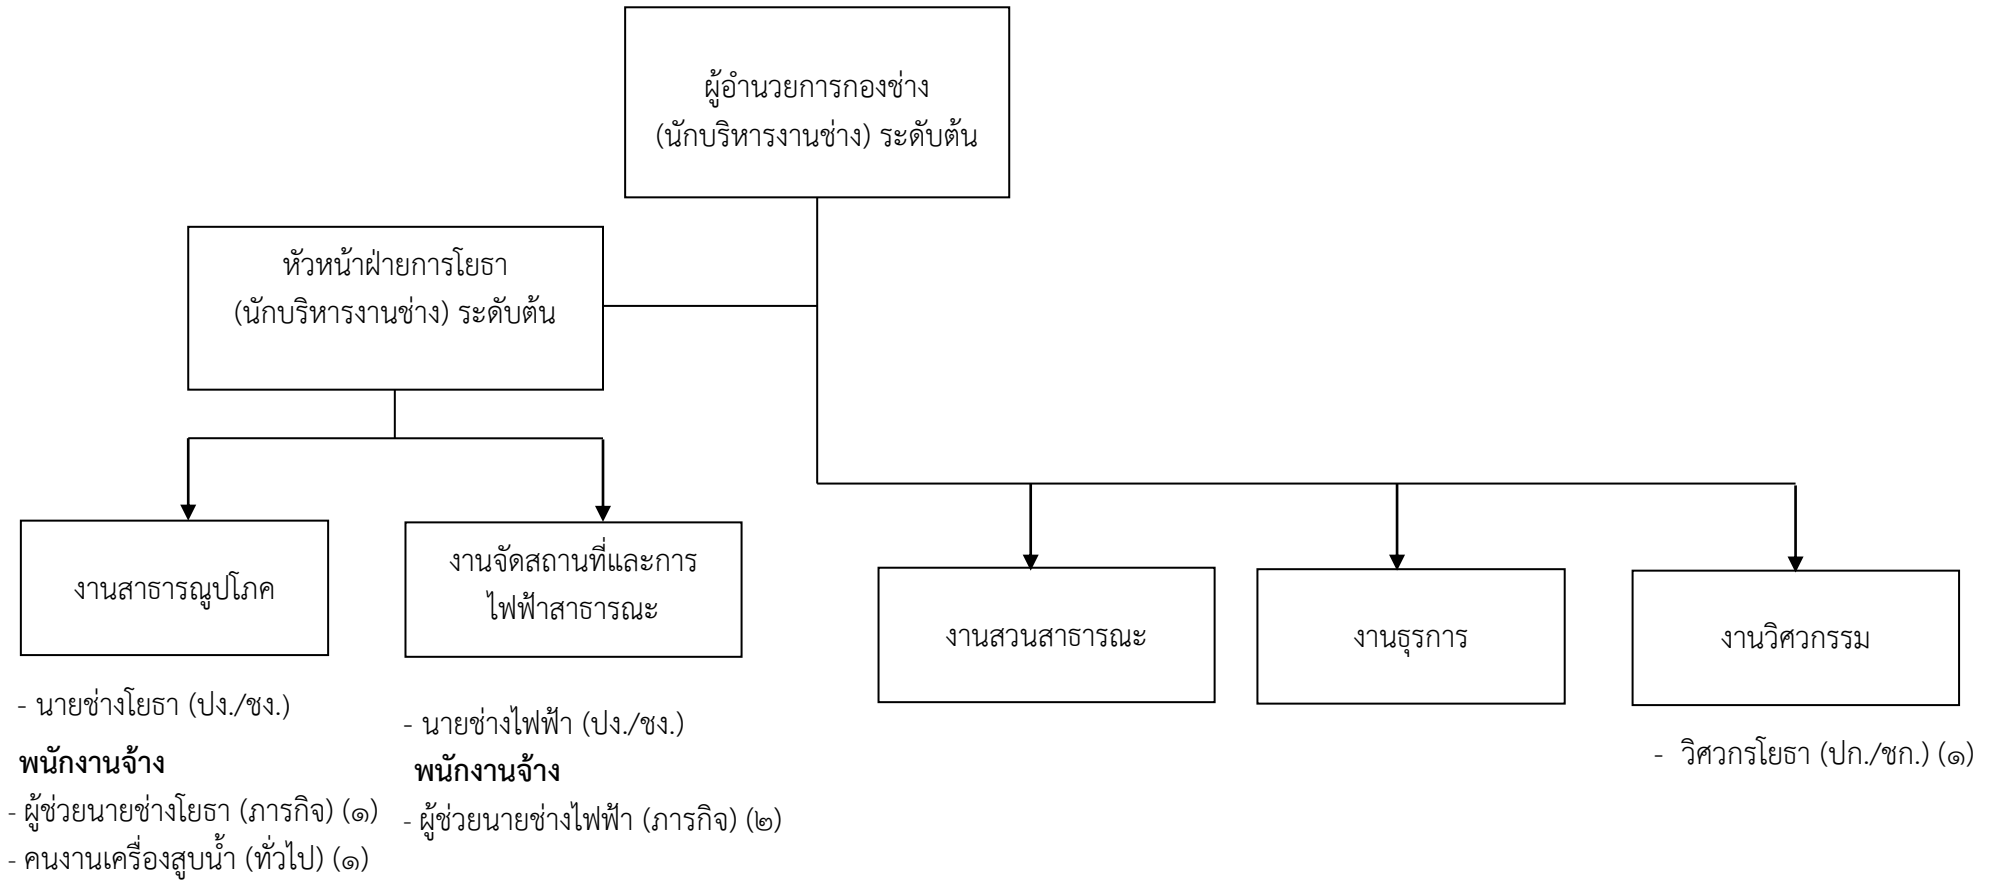 ผู้อำนวยการกองช่าง
(นักบริหารงานช่าง) ระดับต้น
หัวหน้าฝ่ายการโยธา
(นักบริหารงานช่าง) ระดับต้น
งานสาธารณูปโภค
งานจัดสถานที่และการ
ไฟฟ้าสาธารณะ
งานสวนสาธารณะ
งานธุรการ
งานวิศวกรรม
- นายช่างโยธา (ปง./ชง.)
พนักงานจ้าง
- ผู้ช่วยนายช่างโยธา (ภารกิจ) (๑)
- คนงานเครื่องสูบน้ำ (ทั่วไป) (๑)
- นายช่างไฟฟ้า (ปง./ชง.)
พนักงานจ้าง
- ผู้ช่วยนายช่างไฟฟ้า (ภารกิจ) (๒)
- วิศวกรโยธา (ปก./ชก.) (๑)